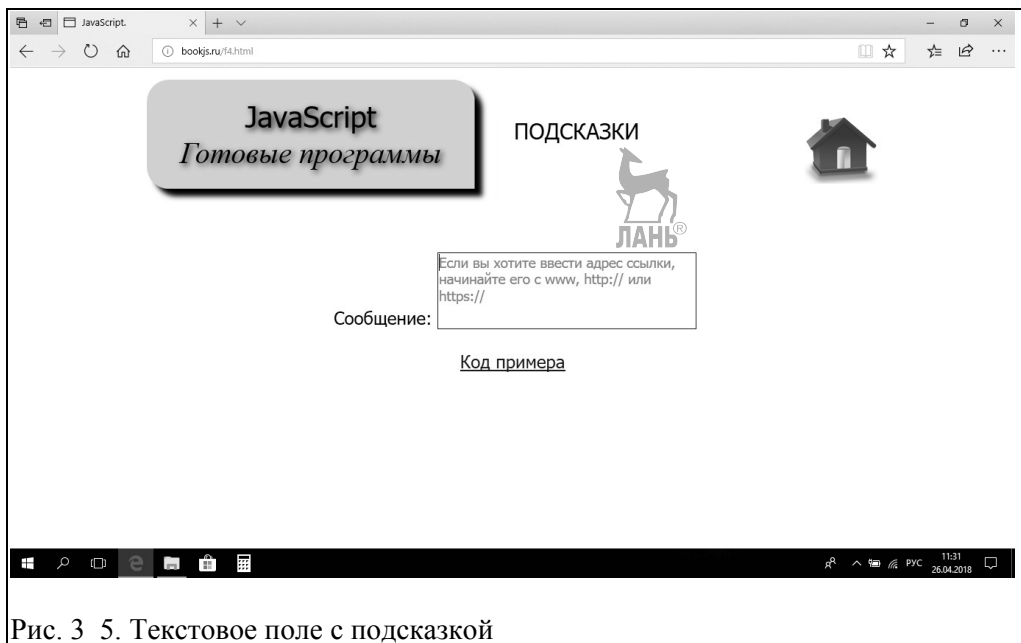 JavaScript.
bookjs.ru/f4.html
JavaScript
Готовые программы
ПОДСКАЗКИ
ЛАНЬ®
Если вы хотите ввести адрес ссылки,
начинайте его с www, http:// или
https://
Сообщение:
Код примера
РУС
11:31
26.04.2018
Рис. 3 5. Текстовое поле с подсказкой